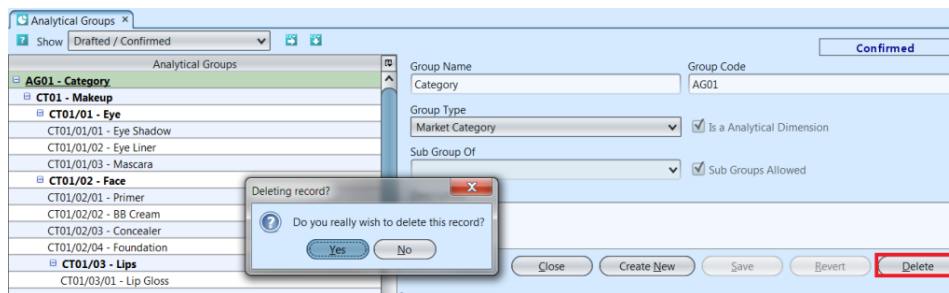 Analytical Groups ×
Show Drafted / Confirmed
Analytical Groups
AG01 - Category
CT01 - Makeup
CT01/01 - Eye
CT01/01/01 - Eye Shadow
CT01/01/02 - Eye Liner
CT01/01/03 - Mascara
CT01/02 - Face
CT01/02/01 - Primer
CT01/02/02 - BB Cream
CT01/02/03 - Concealer
CT01/02/04 - Foundation
CT01/03 - Lips
CT01/03/01 - Lip Gloss
Confirmed
Group Name Group Code
Category AG01
Group Type
Market Category Is a Analytical Dimension
Sub Group Of
Sub Groups Allowed
Deleting record?
Do you really wish to delete this record?
Yes No
Close Create New Save Revert Delete